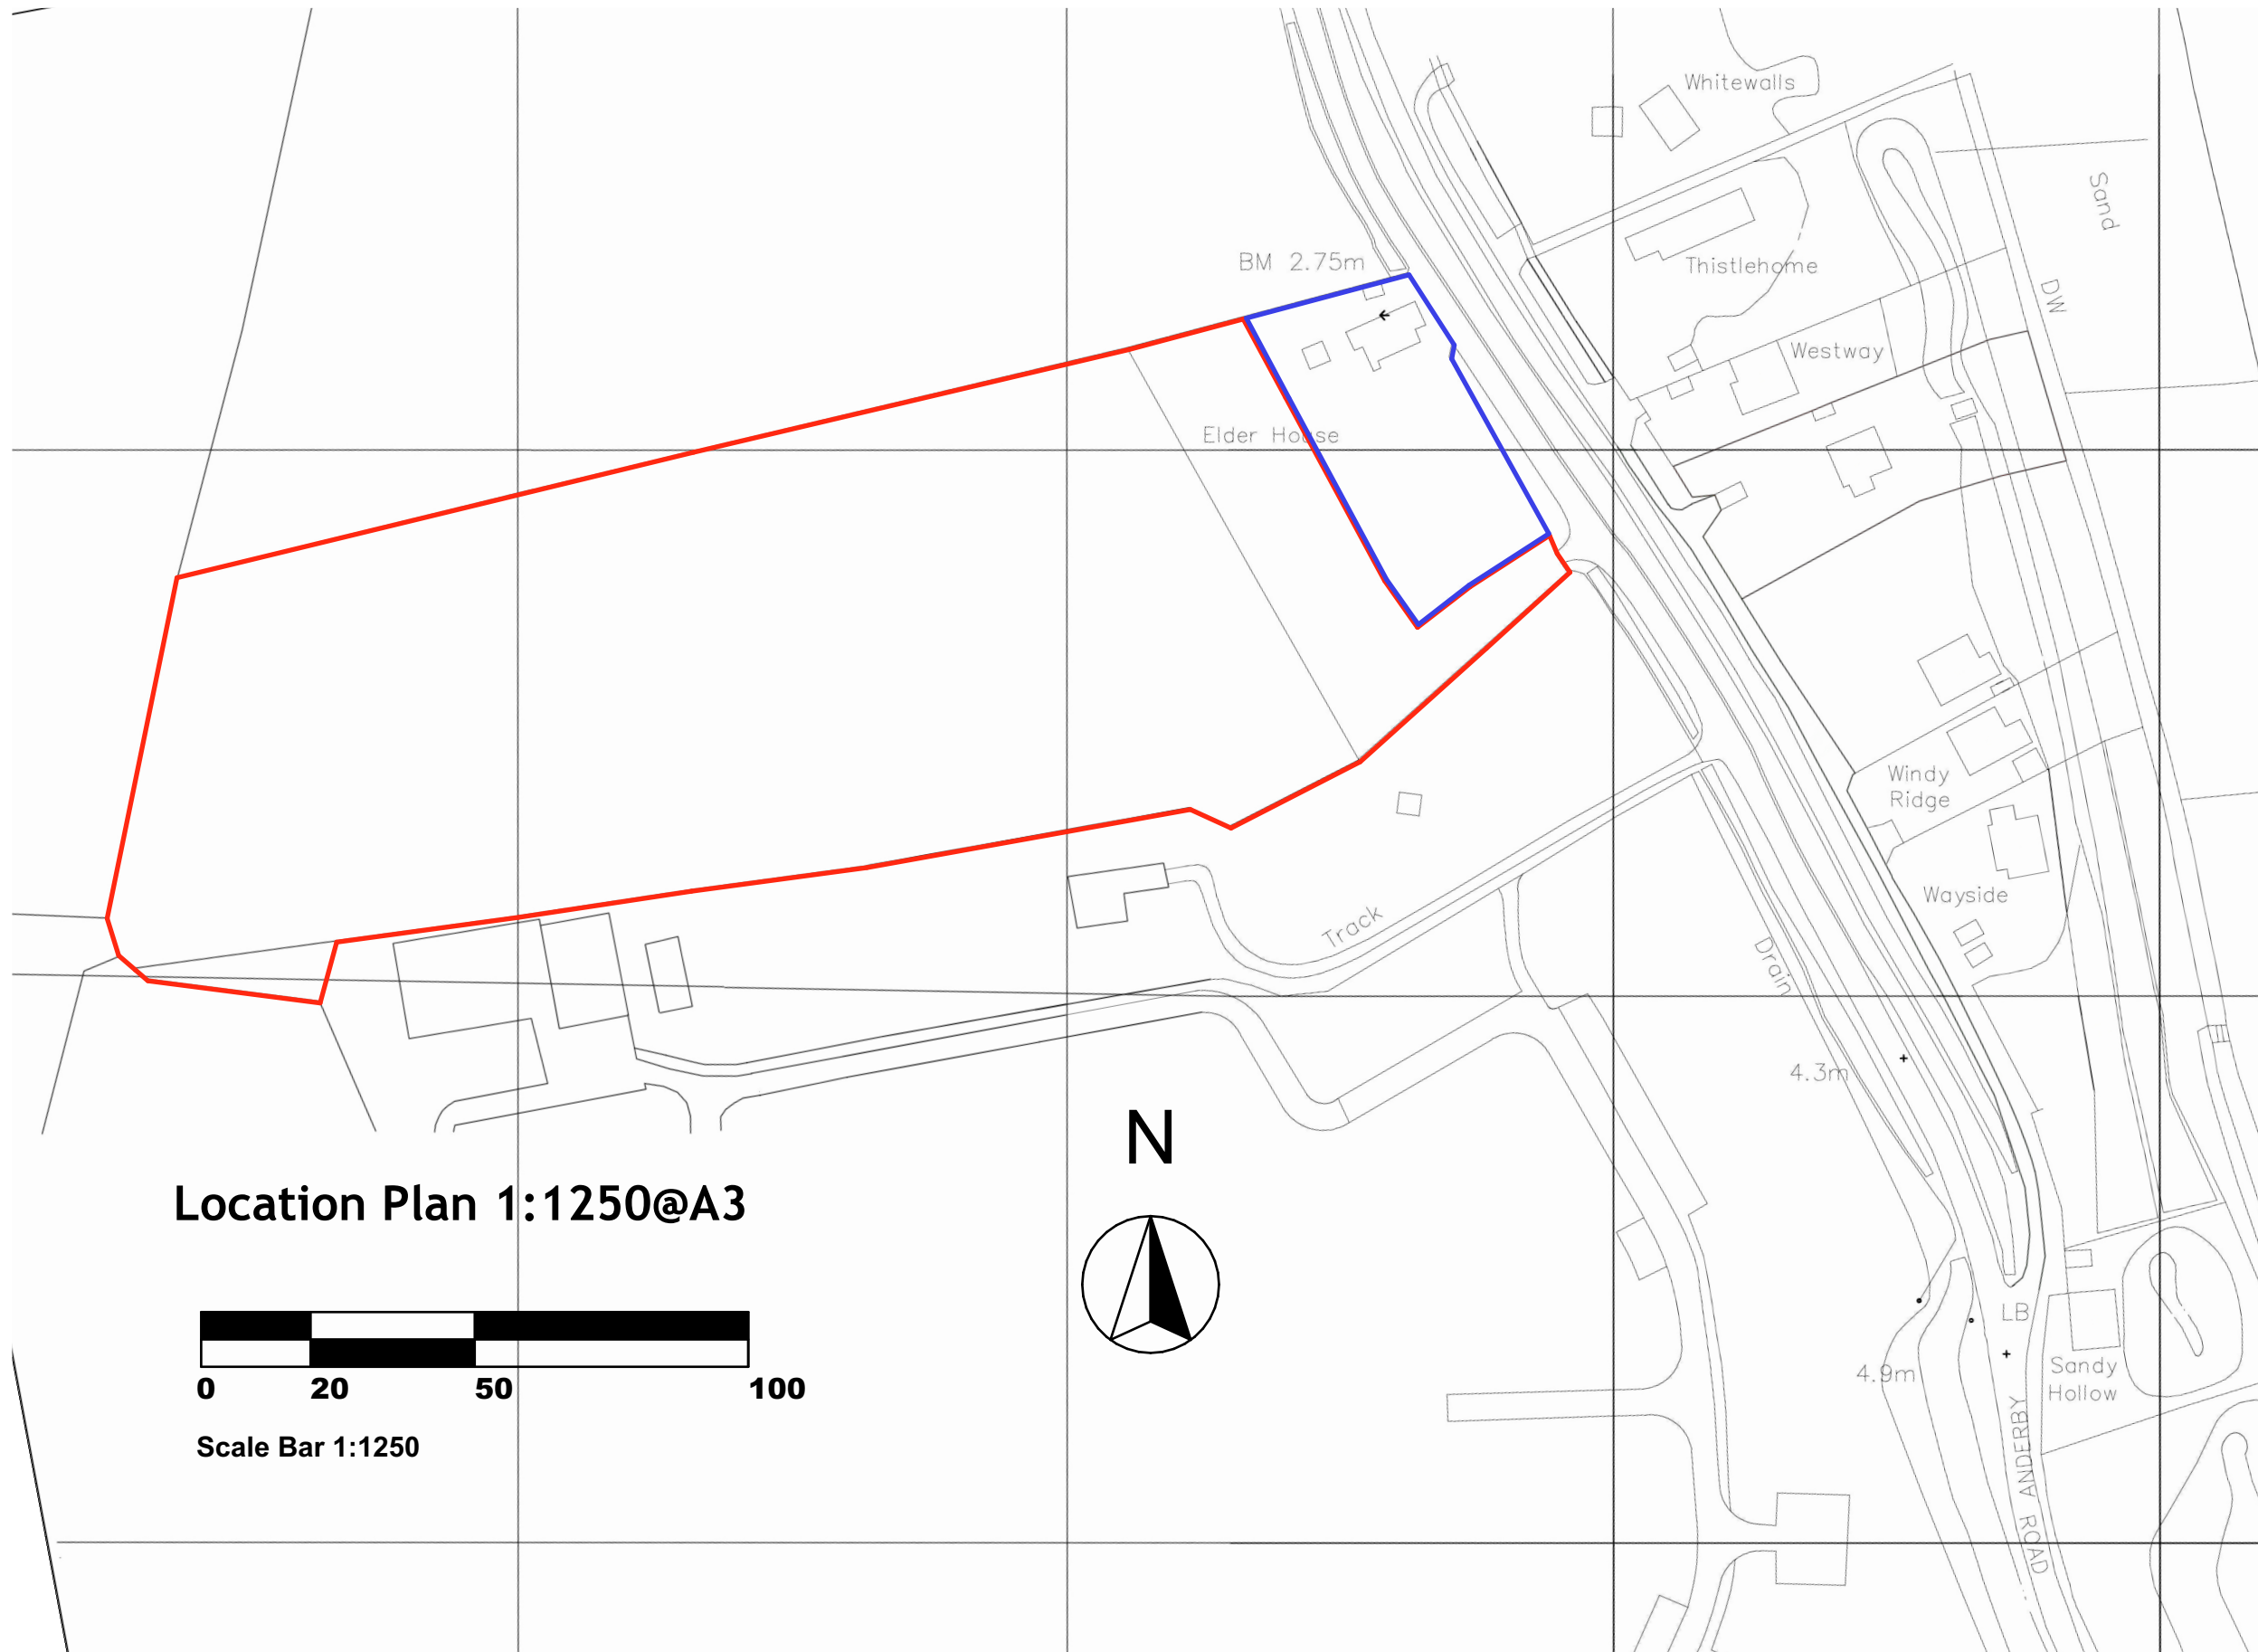 Whitewalls
Sand
BM 2.75m
Thistlehome
DW
Westway
Elder House
Windy
Ridge
Wayside
Track
Drain
4.3m
N
Location Plan 1:1250@A3
LB
4.9m
Sandy
Hollow
0 20 50 100
ANDERBY ROAD
Scale Bar 1:1250